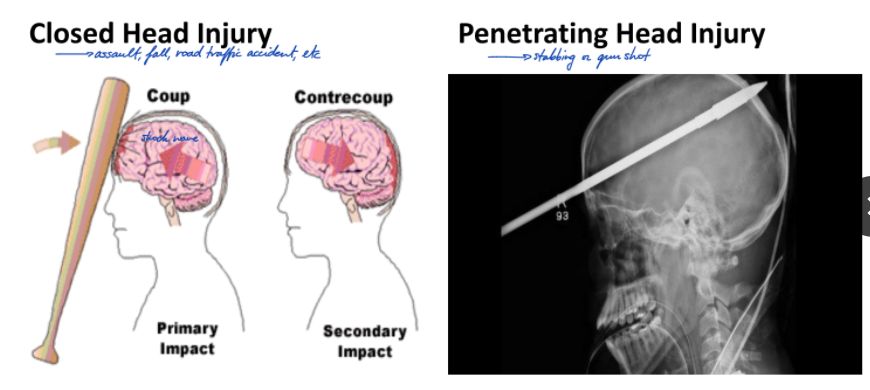 Closed Head Injury
→ assault, fall, road traffic accident, etc
Coup
shock wave
Primary
Impact
Contrecoup
Secondary
Impact
Penetrating Head Injury
→ stabbing or gun shot
93